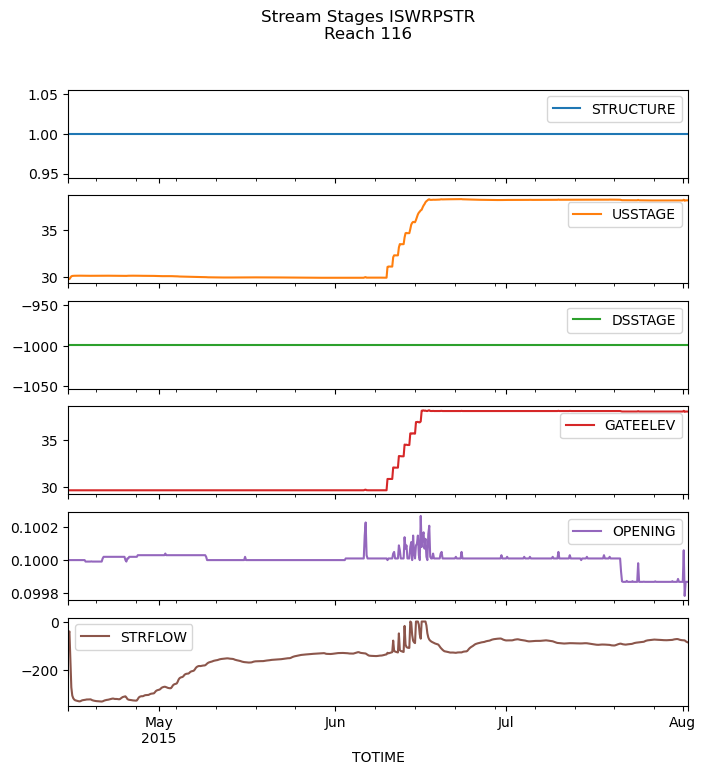 Stream Stages ISWRPSTR
Reach 116
1.05
1.00
0.95
STRUCTURE
35
30
USSTAGE
−950
−1000
−1050
DSSTAGE
35
30
GATEELEV
0.1002
0.1000
0.0998
OPENING
0
−200
STRFLOW
May
2015
Jun
Jul
Aug
TOTIME